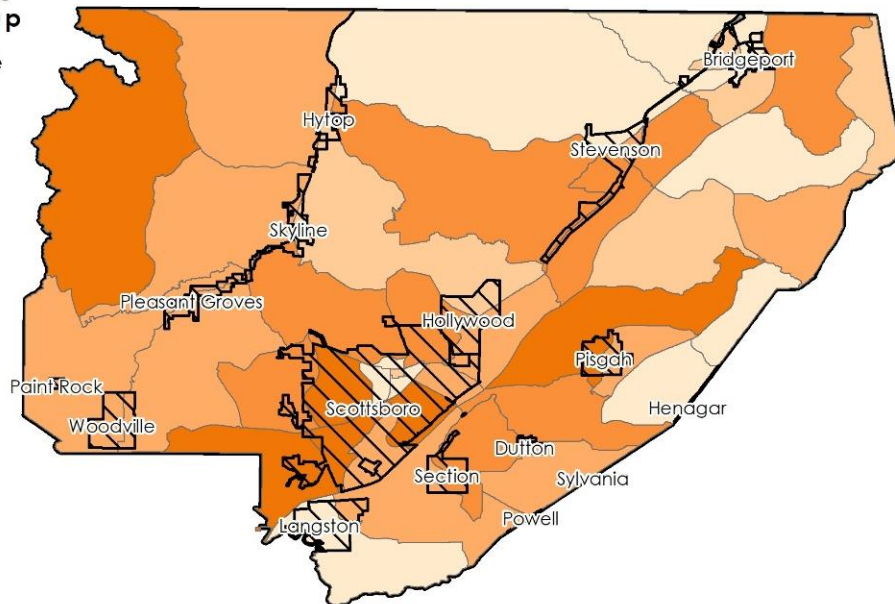 p
e
Bridgeport
Hytop
Stevenson
Skyline
Pleasant Groves
Hollywood
Pisgah
Paint Rock
Scottsboro
Henagar
Woodville
Dutton
Section
Sylvania
Langston
Powell